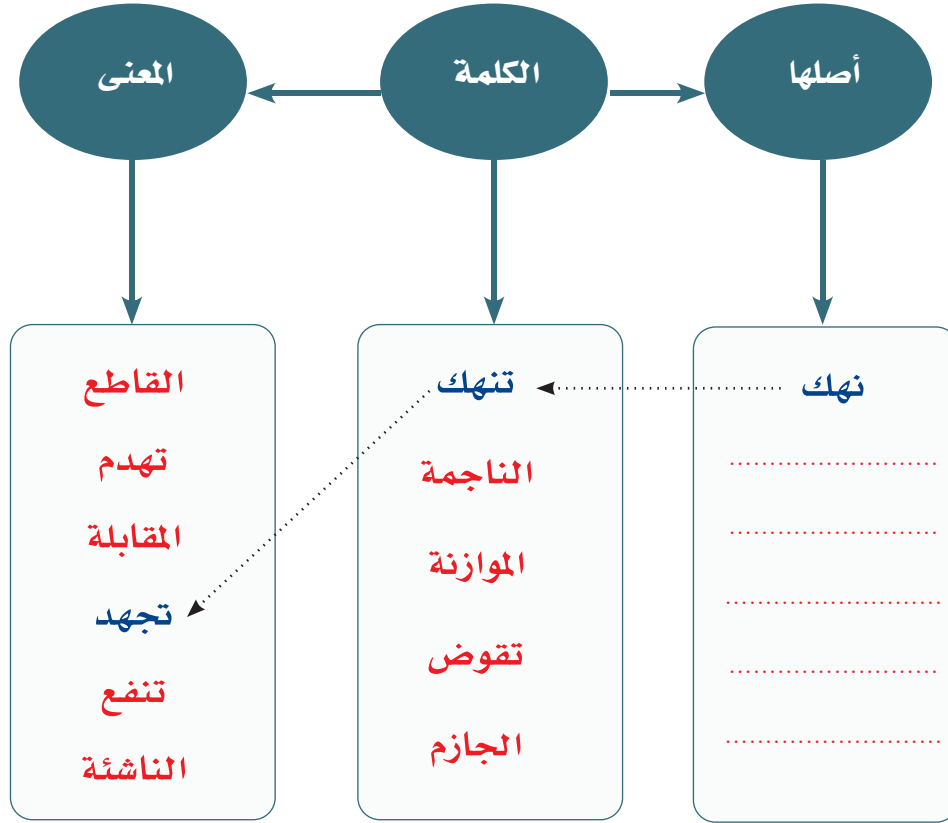 أصلها
الكلمة
المعنى
نهك
.........................
.........................
.........................
.........................
.........................
تنهك
الناجمة
الموازنة
تقوض
الجازم
القاطع
تهدم
المقابلة
تجهد
تنفع
الناشئة